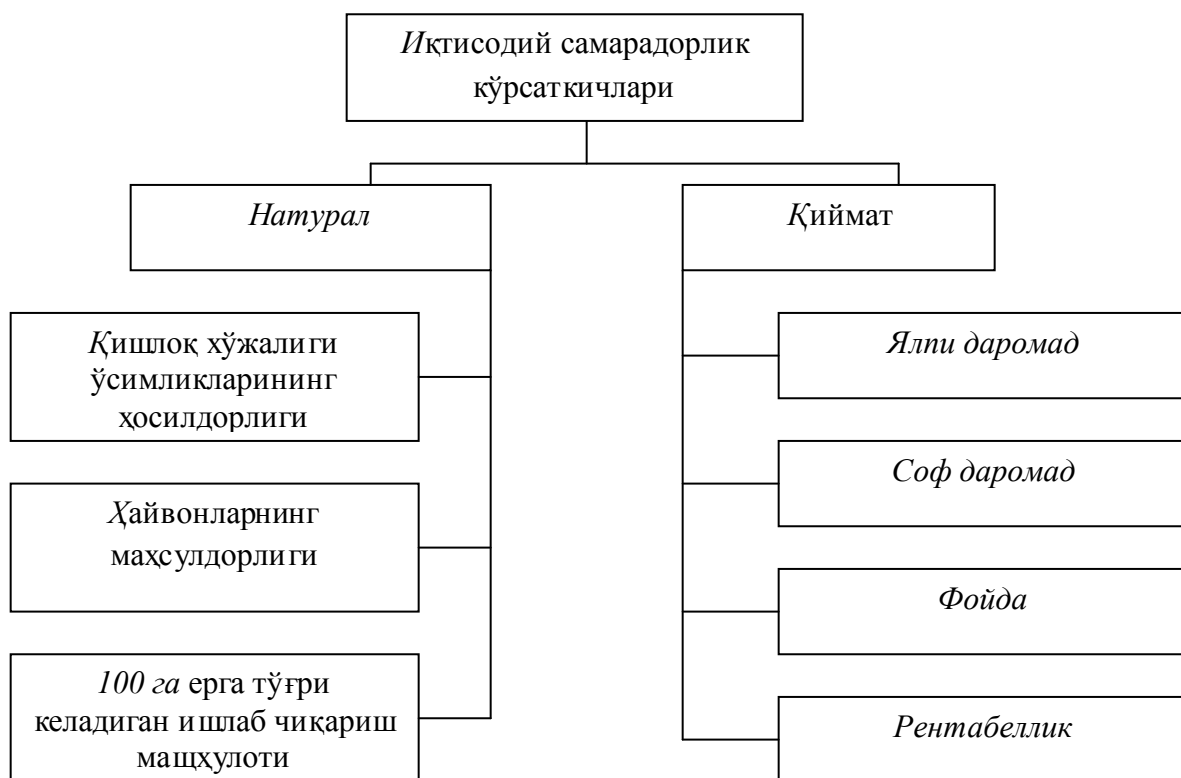 Иқтисодий самарадорлик
кўрсаткичлари
Натурал
Қиймат
Қишлоқ хўжалиги
ўсимликларининг
ҳосилдорлиги
Ҳайвонларнинг
маҳсулдорлиги
100 га ерга тўғри
келадиган ишлаб чиқариш
мащҳулоти
Ялпи даромад
Соф даромад
Фойда
Рентабеллик